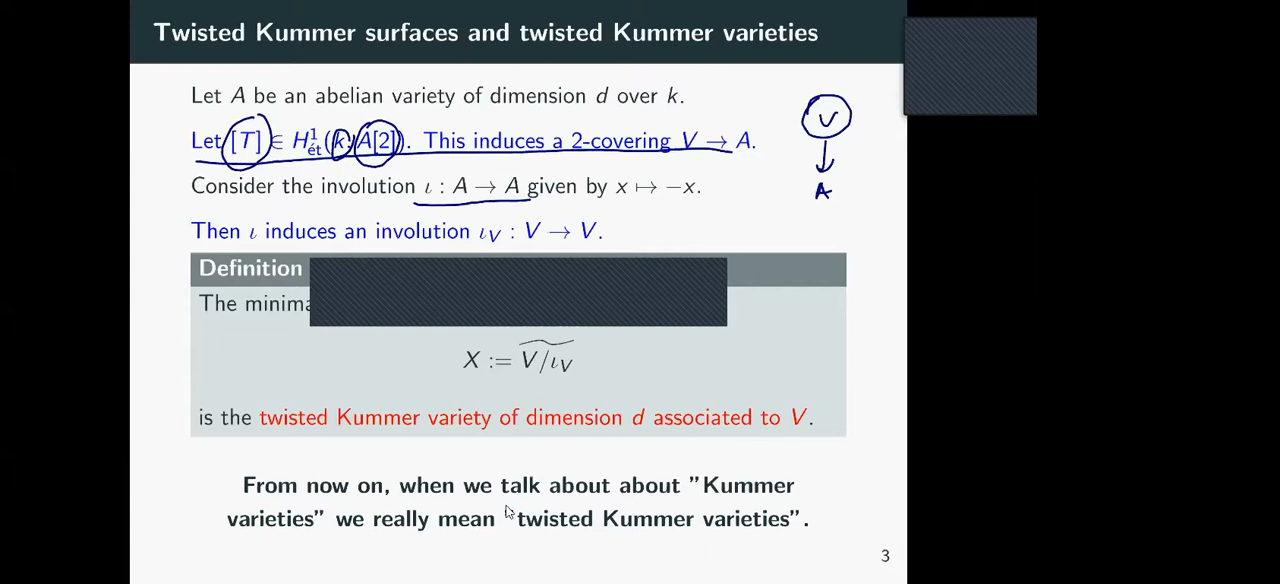 Twisted Kummer surfaces and twisted Kummer varieties
Let A be an abelian variety of dimension d over k.
Let [T] ∈ H¹ét(k, A[2]). This induces a 2-covering V → A.
V
↓
A
Consider the involution ι : A → A given by x ↦ −x.
Then ι induces an involution ιV : V → V.
Definition
The
X := \widetilde{V/ιV}
is the twisted Kummer variety of dimension d associated to V.
From now on, when we talk about about "Kummer
varieties" we really mean "twisted Kummer varieties".
3